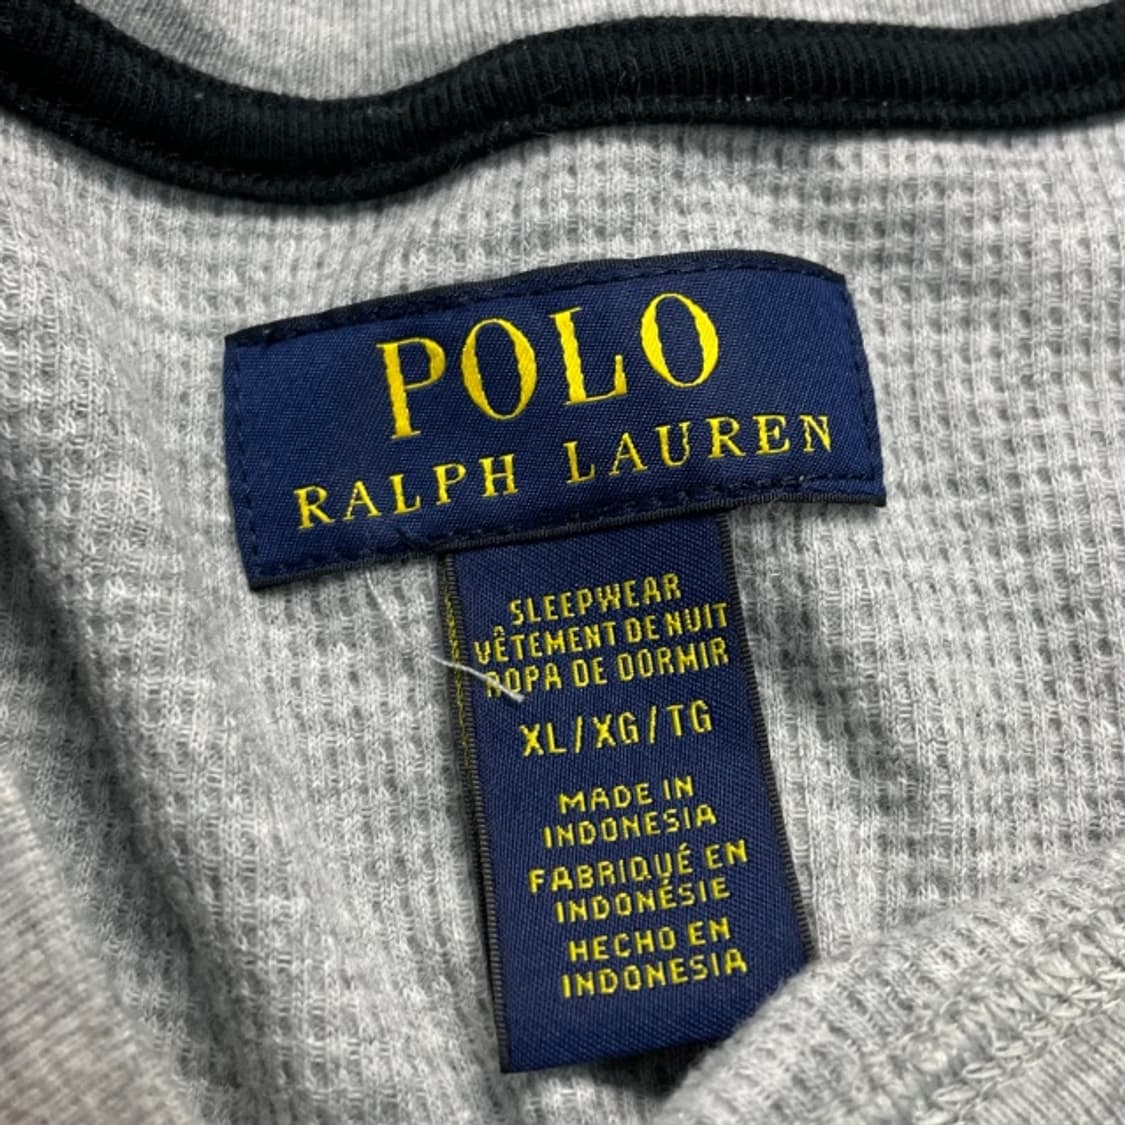 POLO
RALPH LAUREN
SLEEPWEAR
VÊTEMENT DE NUIT
ROPA DE DORMIR
XL/XG/TG
MADE IN
INDONESIA
FABRIQUÉ EN
INDONÉSIE
HECHO EN
INDONESIA